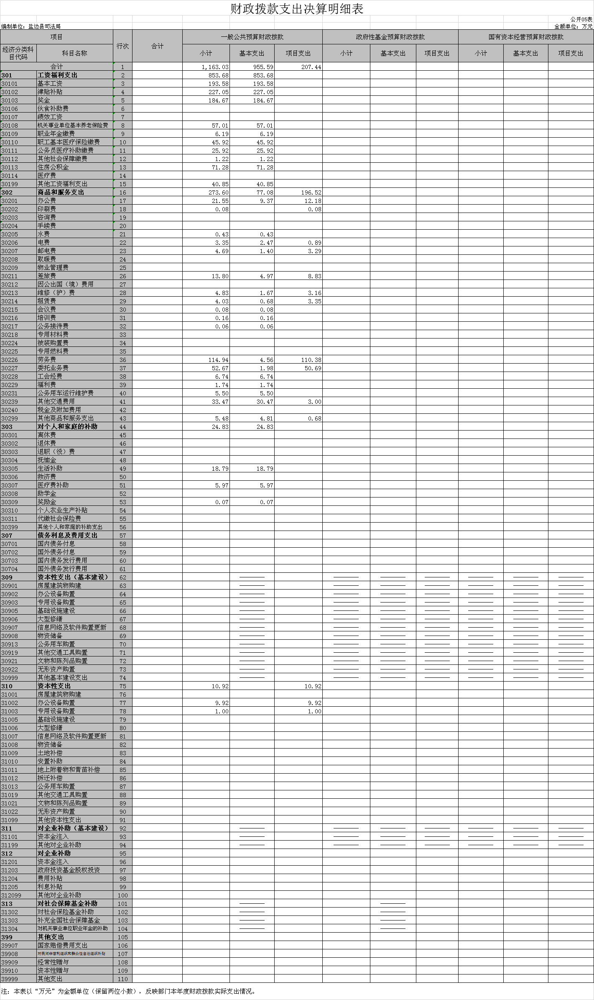 财政拨款支出决算明细表
公开05表
编制单位：盐边县司法局 金额单位：万元
项目 行次 合计 一般公共预算财政拨款 政府性基金预算财政拨款 国有资本经营预算财政拨款
经济分类科目代码 科目名称 小计 基本支出 项目支出 小计 基本支出 项目支出 小计 基本支出 项目支出
合计 1 1,163.03 955.59 207.44
301 工资福利支出 2 853.68 853.68
30101 基本工资 3 193.58 193.58
30102 津贴补贴 4 227.05 227.05
30103 奖金 5 184.67 184.67
30106 伙食补助费 6
30107 绩效工资 7
30108 机关事业单位基本养老保险费 8 57.01 57.01
30109 职业年金缴费 9 6.19 6.19
30110 职工基本医疗保险缴费 10 45.92 45.92
30111 公务员医疗补助缴费 11 25.92 25.92
30112 其他社会保障缴费 12 1.22 1.22
30113 住房公积金 13 71.28 71.28
30114 医疗费 14
30199 其他工资福利支出 15 40.85 40.85
302 商品和服务支出 16 273.60 77.08 196.52
30201 办公费 17 21.55 9.37 12.18
30202 印刷费 18 0.08 0.08
30203 咨询费 19
30204 手续费 20
30205 水费 21 0.43 0.43
30206 电费 22 3.35 2.47 0.89
30207 邮电费 23 4.69 1.40 3.29
30208 取暖费 24
30209 物业管理费 25
30211 差旅费 26 13.80 4.97 8.83
30212 因公出国（境）费用 27
30213 维修（护）费 28 4.83 1.67 3.16
30214 租赁费 29 4.03 0.68 3.35
30215 会议费 30 0.08 0.08
30216 培训费 31 0.16 0.16
30217 公务接待费 32 0.06 0.06
30218 专用材料费 33
30224 被装购置费 34
30225 专用燃料费 35
30226 劳务费 36 114.94 4.56 110.38
30227 委托业务费 37 52.67 1.98 50.69
30228 工会经费 38 6.74 6.74
30229 福利费 39 1.74 1.74
30231 公务用车运行维护费 40 5.50 5.50
30239 其他交通费用 41 33.47 30.47 3.00
30240 税金及附加费用 42
30299 其他商品和服务支出 43 5.48 4.81 0.68
303 对个人和家庭的补助 44 24.83 24.83
30301 离休费 45
30302 退休费 46
30303 退职（役）费 47
30304 抚恤金 48
30305 生活补助 49 18.79 18.79
30306 救济费 50
30307 医疗费补助 51 5.97 5.97
30308 助学金 52
30309 奖励金 53 0.07 0.07
30310 个人农业生产补贴 54
30311 代缴社会保险费 55
30399 其他个人和家庭的补助支出 56
307 债务利息及费用支出 57
30701 国内债务付息 58
30702 国外债务付息 59
30703 国内债务发行费用 60
30704 国外债务发行费用 61
309 资本性支出（基本建设） 62 —— —— —— —— —— —— ——
30901 房屋建筑物购建 63 —— —— —— —— —— —— ——
30902 办公设备购置 64 —— —— —— —— —— —— ——
30903 专用设备购置 65 —— —— —— —— —— —— ——
30905 基础设施建设 66 —— —— —— —— —— —— ——
30906 大型修缮 67 —— —— —— —— —— —— ——
30907 信息网络及软件购置更新 68 —— —— —— —— —— —— ——
30908 物资储备 69 —— —— —— —— —— —— ——
30913 公务用车购置 70 —— —— —— —— —— —— ——
30919 其他交通工具购置 71 —— —— —— —— —— —— ——
30921 文物和陈列品购置 72 —— —— —— —— —— —— ——
30922 无形资产购置 73 —— —— —— —— —— —— ——
30999 其他基本建设支出 74 —— —— —— —— —— —— ——
310 资本性支出 75 10.92 10.92
31001 房屋建筑物购建 76
31002 办公设备购置 77 9.92 9.92
31003 专用设备购置 78 1.00 1.00
31005 基础设施建设 79
31006 大型修缮 80
31007 信息网络及软件购置更新 81
31008 物资储备 82
31009 土地补偿 83
31010 安置补助 84
31011 地上附着物和青苗补偿 85
31012 拆迁补偿 86
31013 公务用车购置 87
31019 其他交通工具购置 88
31021 文物和陈列品购置 89
31022 无形资产购置 90
31099 其他资本性支出 91
311 对企业补助（基本建设） 92 —— —— —— —— —— —— ——
31101 资本金注入 93 —— —— —— —— —— —— ——
31199 其他对企业补助 94 —— —— —— —— —— —— ——
312 对企业补助 95
31201 资本金注入 96
31203 政府投资基金股权投资 97
31204 费用补贴 98
31205 利息补贴 99
312099 其他对企业补助 100
313 对社会保障基金补助 101 —— ——
31302 对社会保险基金补助 102 —— ——
31303 补充全国社会保障基金 103 —— ——
31304 对机关事业单位职业年金的补助 104 —— ——
399 其他支出 105
39907 国家赔偿费用支出 106
39908 对民间非营利组织和群众性自治组织补贴 107
39909 经常性赠与 108
39910 资本性赠与 109
39999 其他支出 110
注：本表以“万元”为金额单位（保留两位小数），反映部门本年度财政拨款实际支出情况。